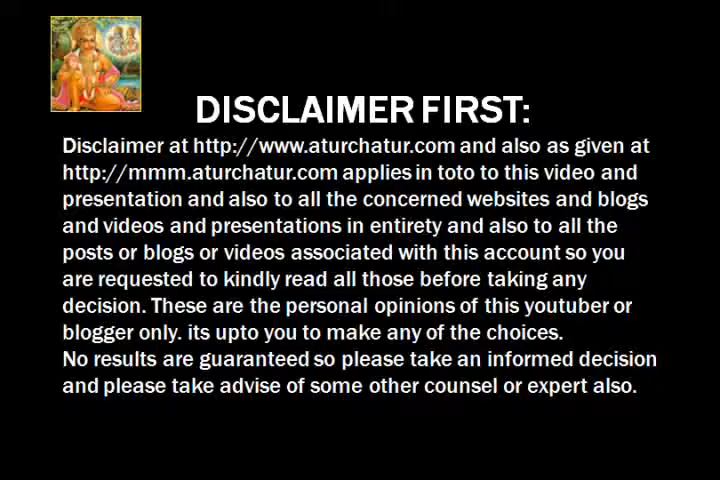 DISCLAIMER FIRST:
Disclaimer at http://www.aturchatur.com and also as given at
http://mmm.aturchatur.com applies in toto to this video and
presentation and also to all the concerned websites and blogs
and videos and presentations in entirety and also to all the
posts or blogs or videos associated with this account so you
are requested to kindly read all those before taking any
decision. These are the personal opinions of this youtuber or
blogger only. its upto you to make any of the choices.
No results are guaranteed so please take an informed decision
and please take advise of some other counsel or expert also.